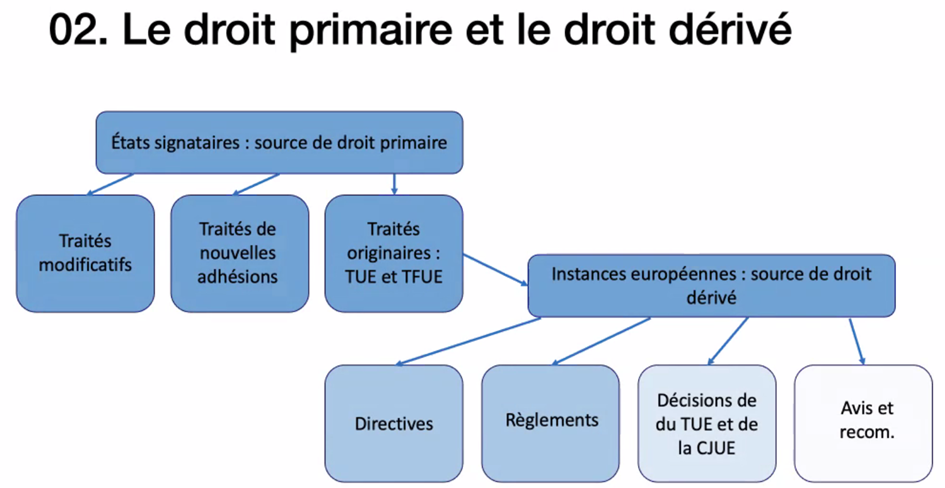 02. Le droit primaire et le droit dérivé
États signataires : source de droit primaire
Traités
modificatifs
Traités de
nouvelles
adhésions
Traités
originaires :
TUE et TFUE
Instances européennes : source de droit
dérivé
Directives
Règlements
Décisions de
du TUE et de
la CJUE
Avis et
recom.